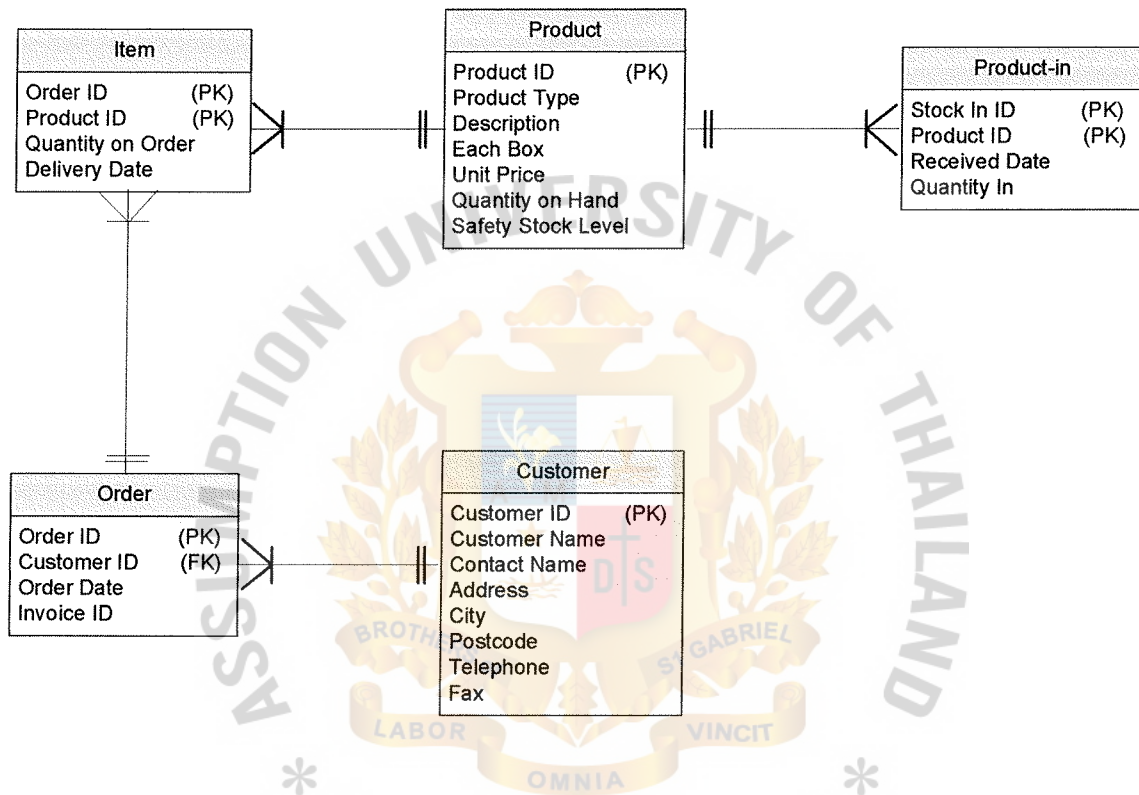 Item
Order ID (PK)
Product ID (PK)
Quantity on Order
Delivery Date
Product
Product ID (PK)
Product Type
Description
Each Box
Unit Price
Quantity on Hand
Safety Stock Level
Product-in
Stock In ID (PK)
Product ID (PK)
Received Date
Quantity In
Order
Order ID (PK)
Customer ID (FK)
Order Date
Invoice ID
Customer
Customer ID (PK)
Customer Name
Contact Name
Address
City
Postcode
Telephone
Fax
ASSUMPTION UNIVERSITY OF THAILAND
D S
BROTHERS
ST GABRIEL
LABOR
OMNIA
VINCIT